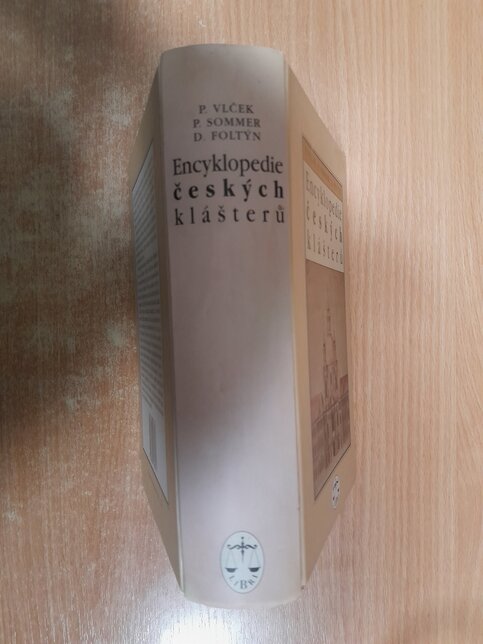 P. VLČEK
P. SOMMER
D. FOLTÝN
Encyklopedie
českých
klášterů
LIBRI
Encyklopedie
českých
klášterů